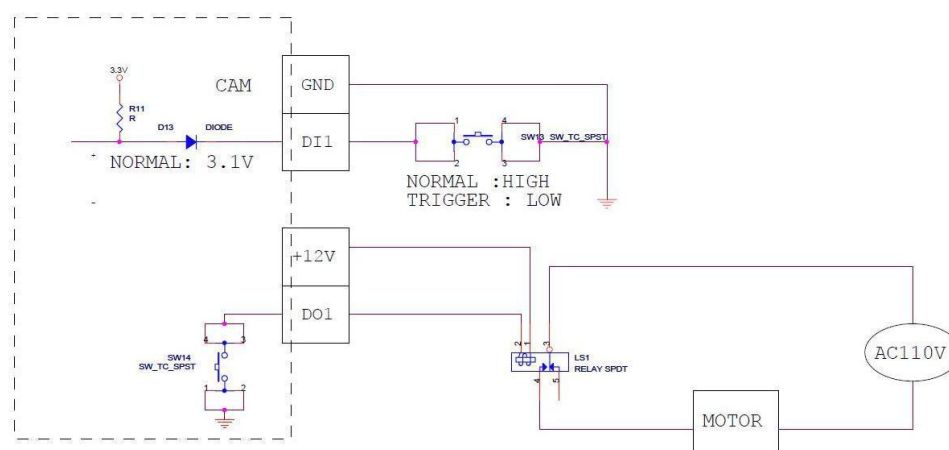 3.3V
CAM
GND
R11
R
D13
DIODE
DI1
1
4
SW13 SW_TC_SPST
2
3
+
NORMAL: 3.1V
-
NORMAL :HIGH
TRIGGER : LOW
+12V
DO1
4
3
SW14
SW_TC_SPST
1
2
2
1
3
LS1
RELAY SPDT
4
5
AC110V
MOTOR